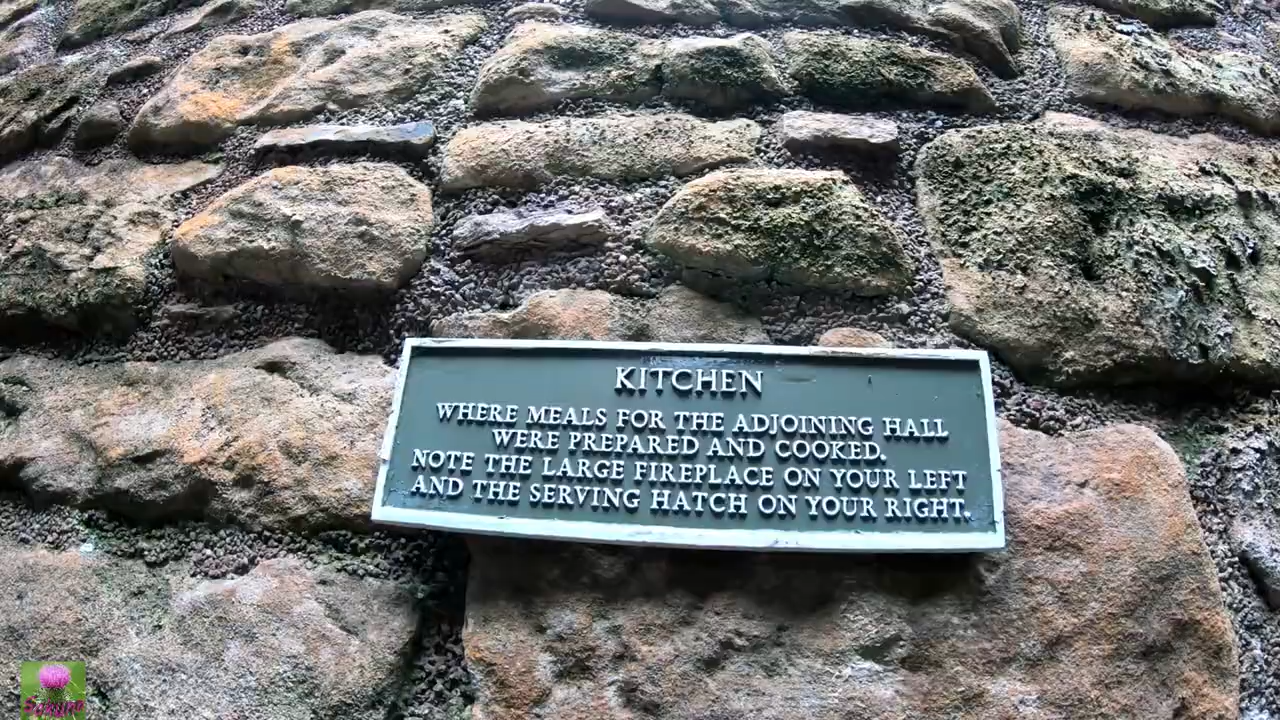 KITCHEN
WHERE MEALS FOR THE ADJOINING HALL
WERE PREPARED AND COOKED.
NOTE THE LARGE FIREPLACE ON YOUR LEFT
AND THE SERVING HATCH ON YOUR RIGHT.